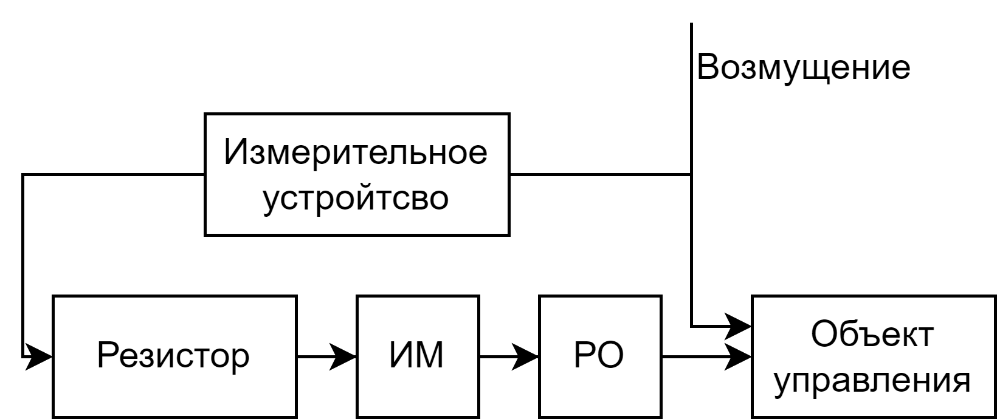 Возмущение
Измерительное
устройтсво
Резистор
ИМ
РО
Объект
управления